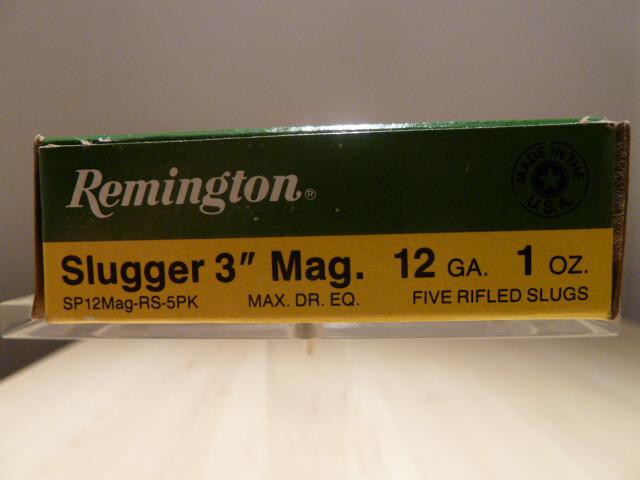 Remington®
MADE IN THE
U.S.A.
Slugger 3″ Mag. 12 GA. 1 OZ.
SP12Mag-RS-5PK MAX. DR. EQ. FIVE RIFLED SLUGS